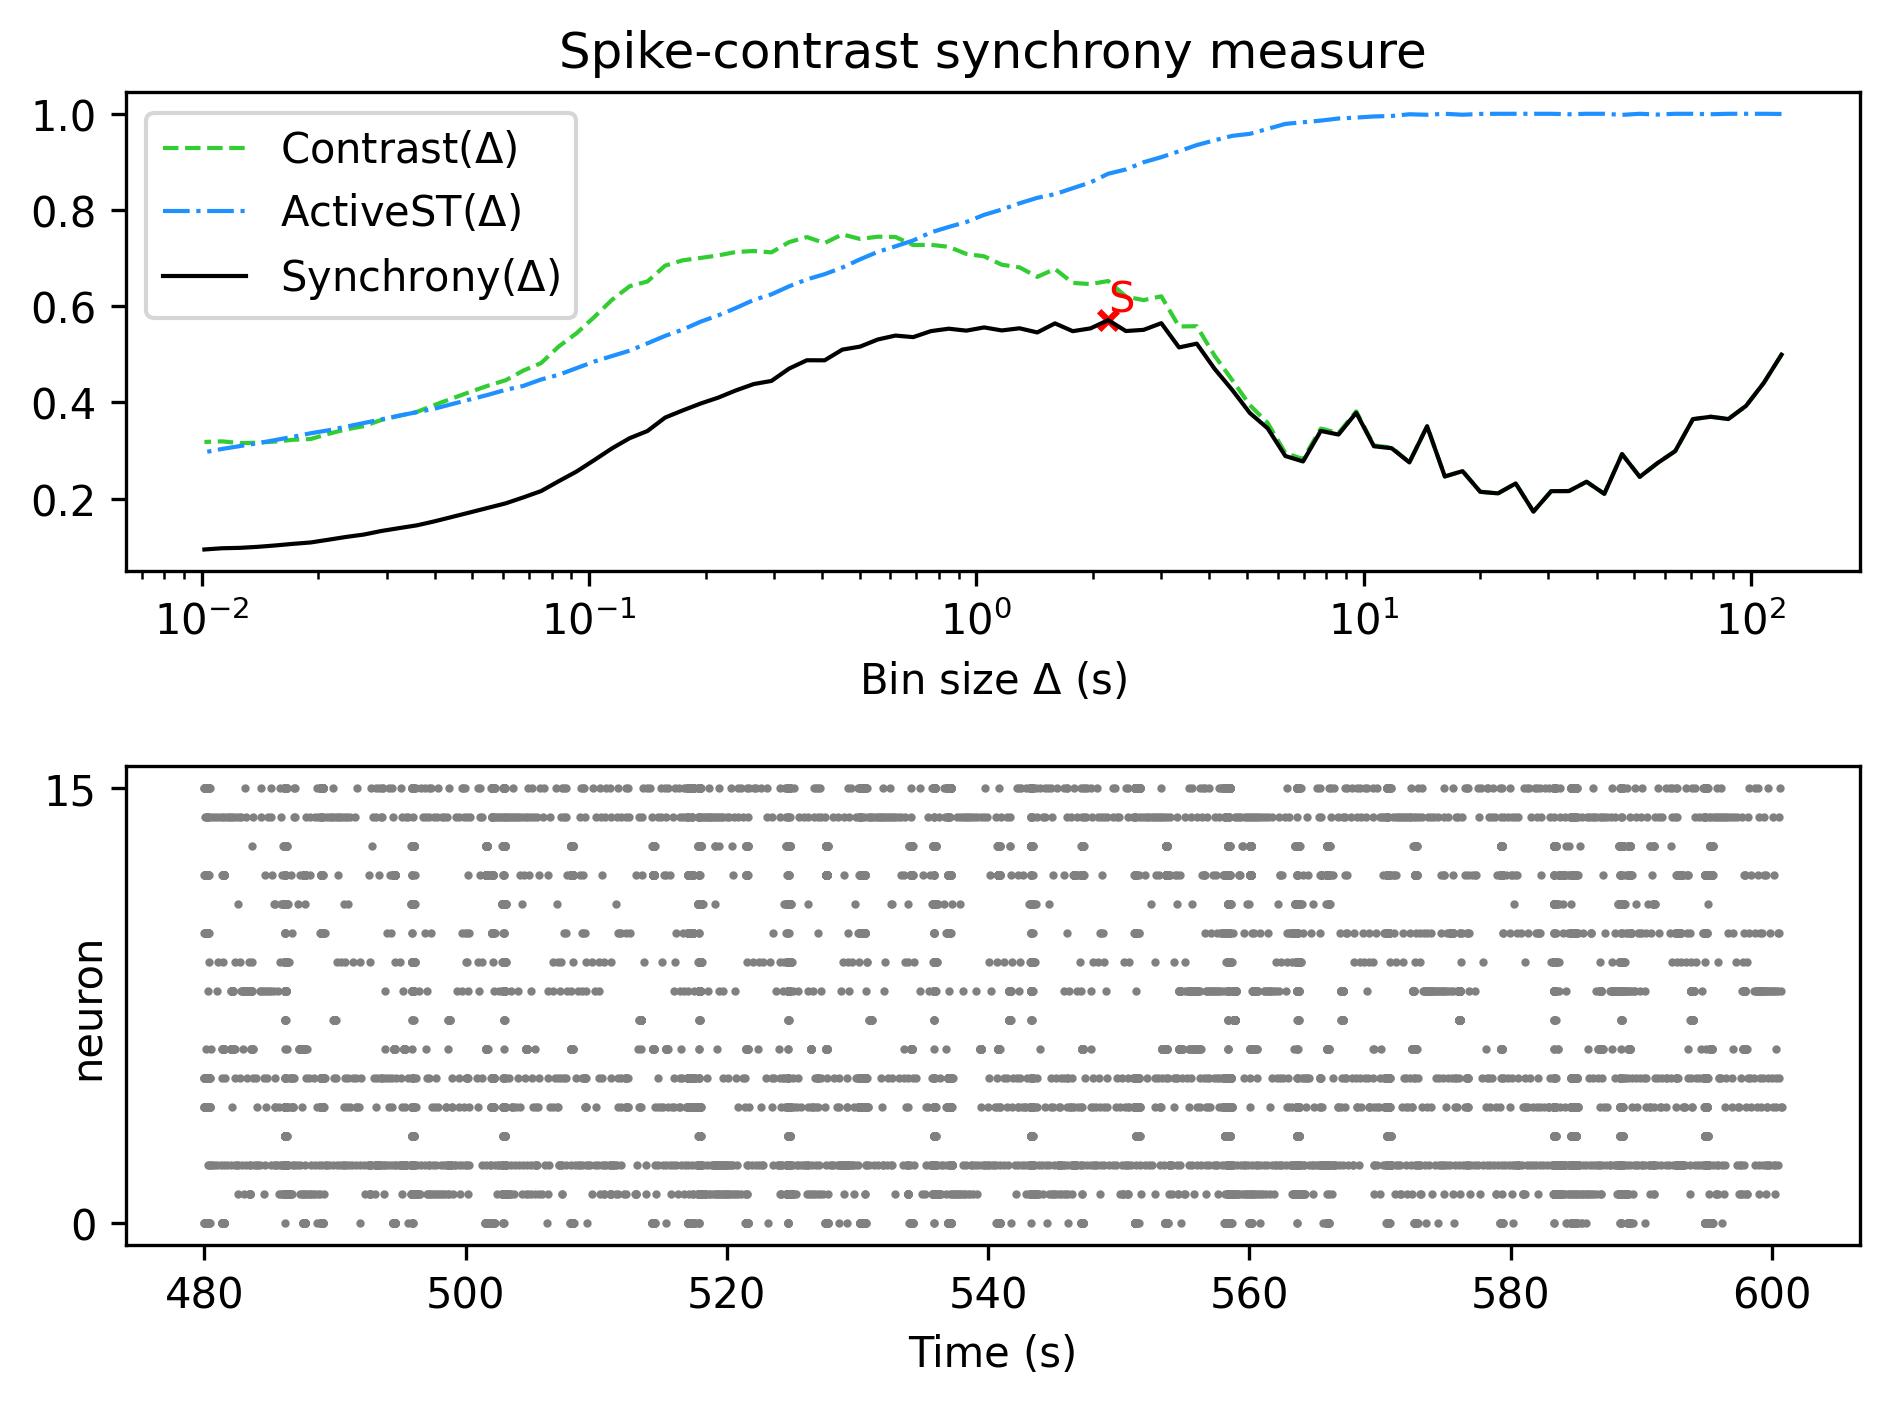 Spike-contrast synchrony measure
1.0
0.8
0.6
0.4
0.2
Contrast(Δ)
ActiveST(Δ)
Synchrony(Δ)
S
10⁻² 10⁻¹ 10⁰ 10¹ 10²
Bin size Δ (s)
15
neuron
0
480 500 520 540 560 580 600
Time (s)